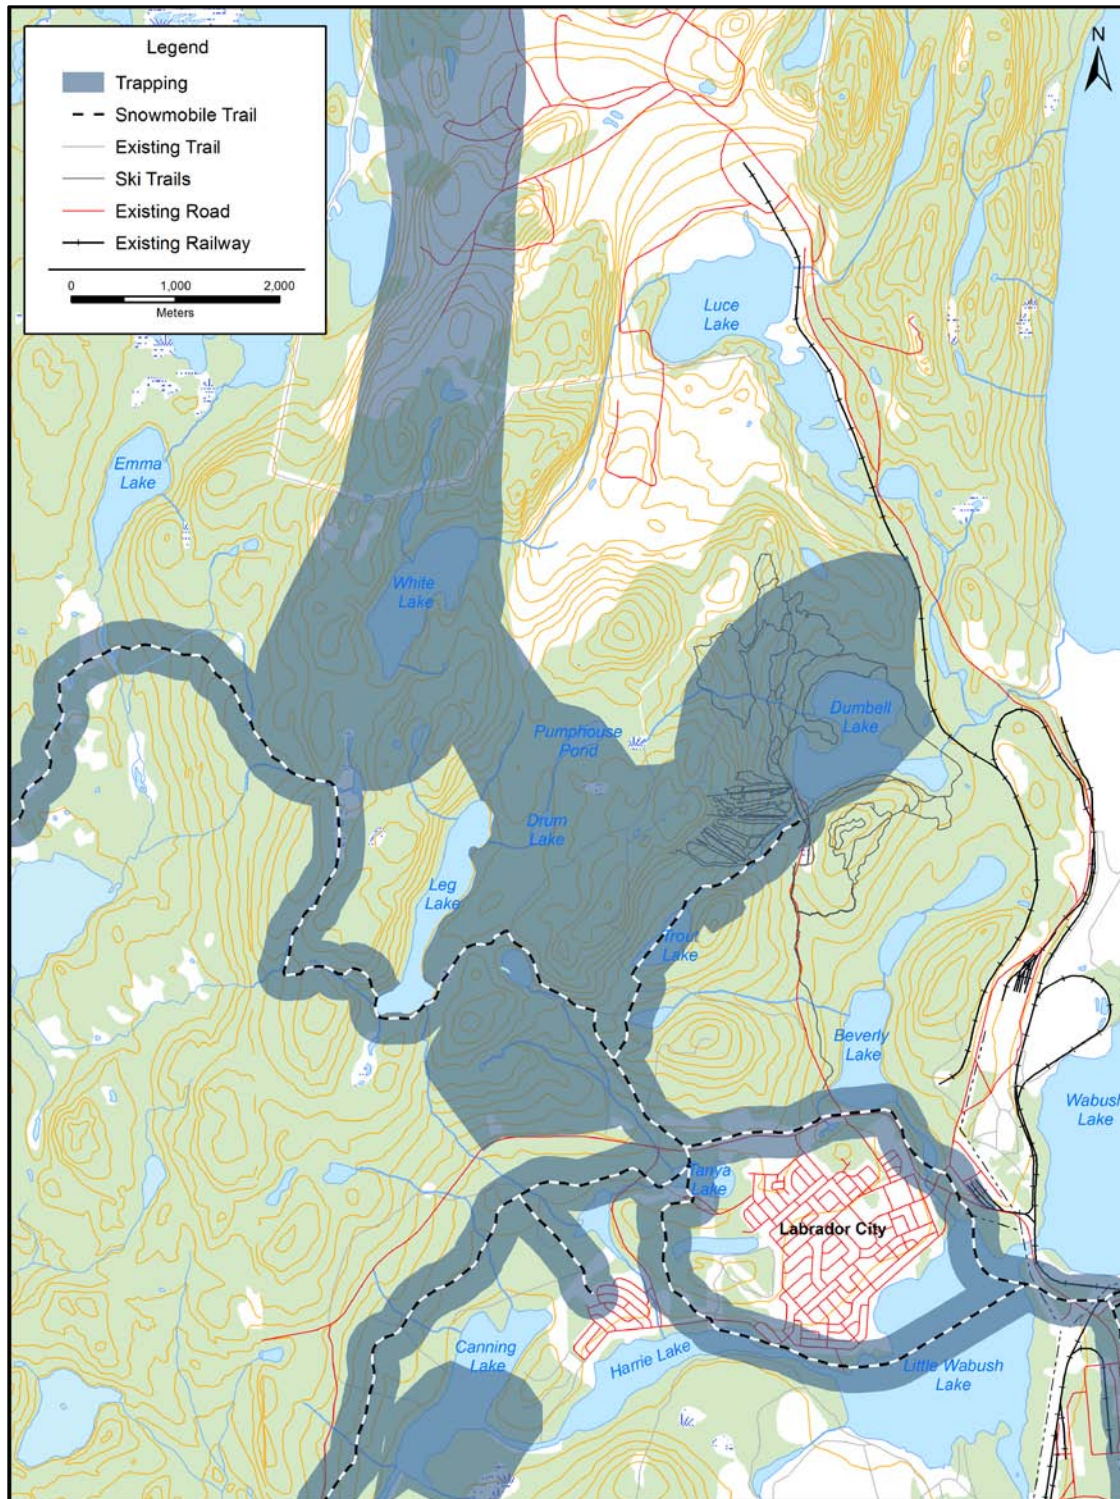 Legend
Trapping
Snowmobile Trail
Existing Trail
Ski Trails
Existing Road
Existing Railway
0 1,000 2,000
Meters
N
Luce
Lake
Emma
Lake
White
Lake
Dumbell
Lake
Pumphouse
Pond
Drum
Lake
Leg
Lake
Trout
Lake
Beverly
Lake
Wabush
Lake
Tanya
Lake
Labrador City
Canning
Lake
Harrie Lake
Little Wabush
Lake